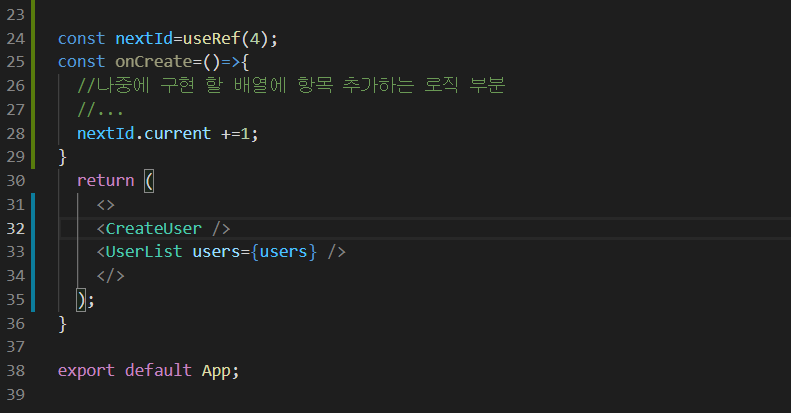 23
24 const nextId=useRef(4);
25 const onCreate=()=>{
26 //나중에 구현 할 배열에 항목 추가하는 로직 부분
27 //...
28 nextId.current +=1;
29 }
30 return (
31 <>
32 <CreateUser />
33 <UserList users={users} />
34 </>
35 );
36 }
37
38 export default App;
39